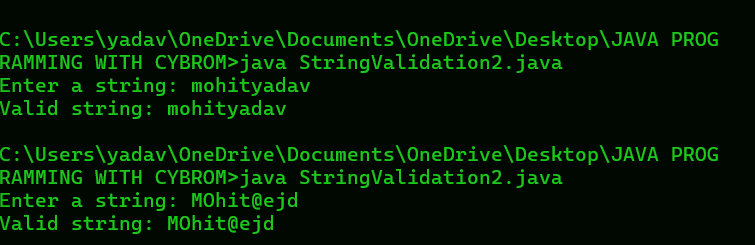 C:\Users\yadav\OneDrive\Documents\OneDrive\Desktop\JAVA PROG
RAMMING WITH CYBROM>java StringValidation2.java
Enter a string: mohityadav
Valid string: mohityadav
C:\Users\yadav\OneDrive\Documents\OneDrive\Desktop\JAVA PROG
RAMMING WITH CYBROM>java StringValidation2.java
Enter a string: MOhit@ejd
Valid string: MOhit@ejd